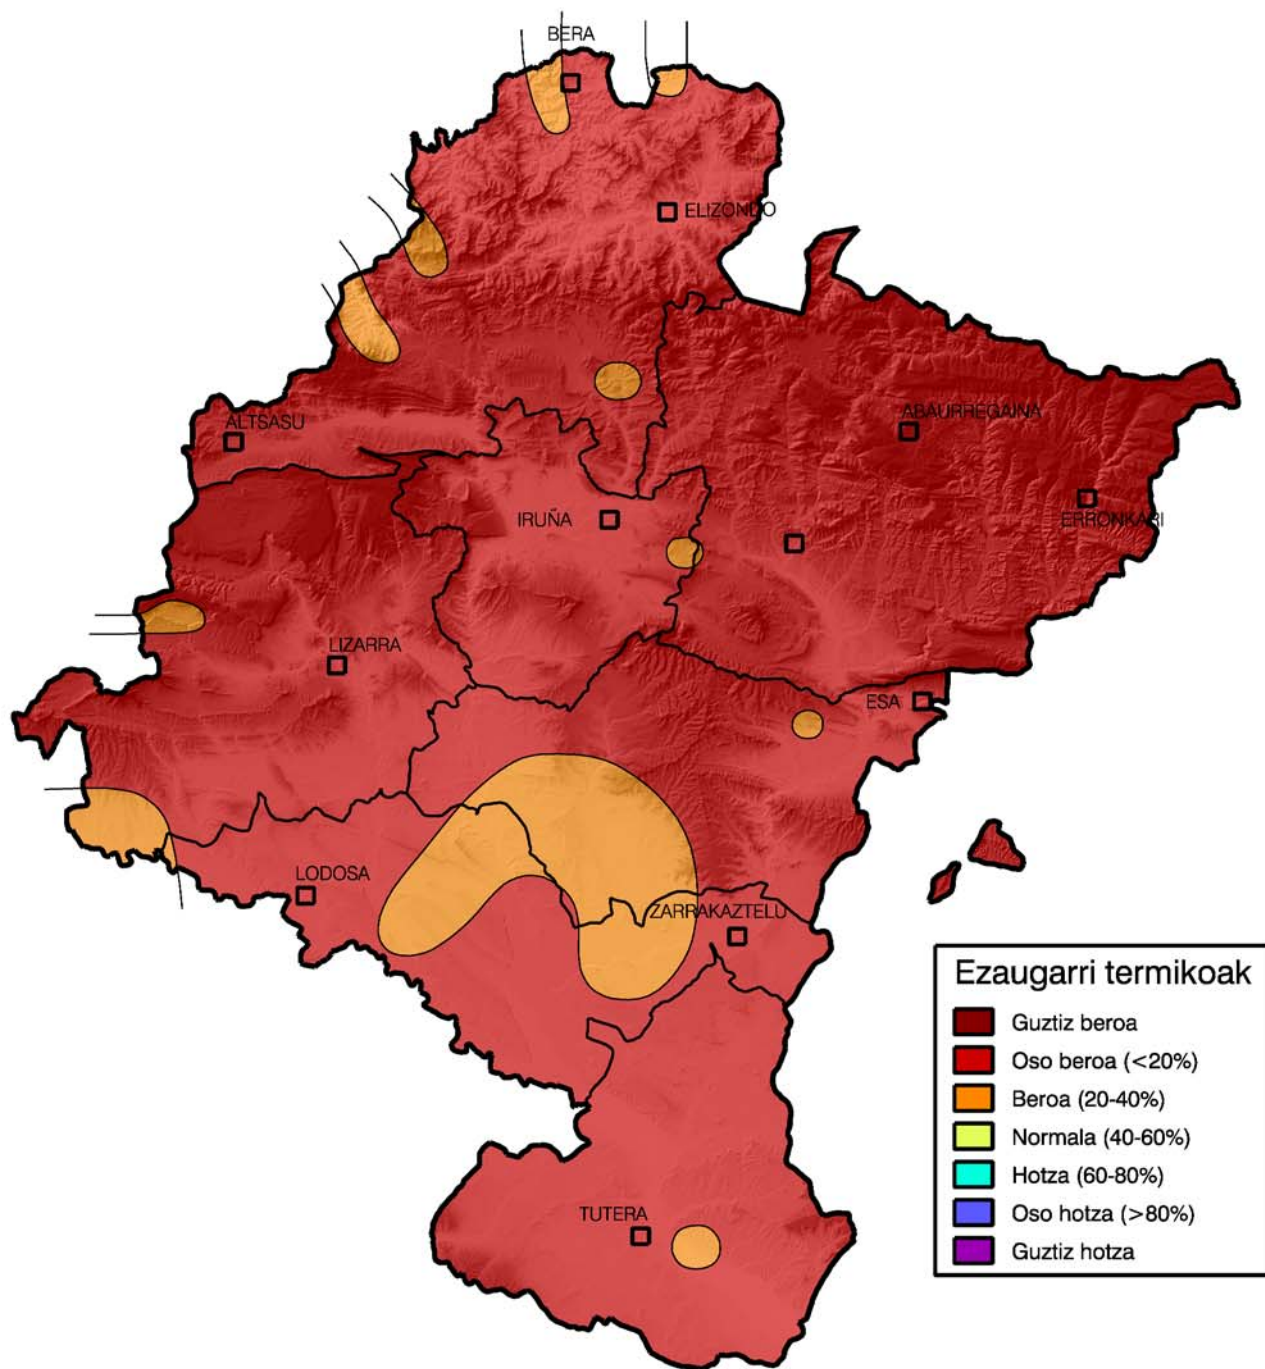 BERA
ELIZONDO
ALTSASU
ABAURREGAINA
IRUÑA
ERRONKARI
LIZARRA
ESA
LODOSA
ZARRAKAZTELU
TUTERA
Ezaugarri termikoak
Guztiz beroa
Oso beroa (<20%)
Beroa (20-40%)
Normala (40-60%)
Hotza (60-80%)
Oso hotza (>80%)
Guztiz hotza